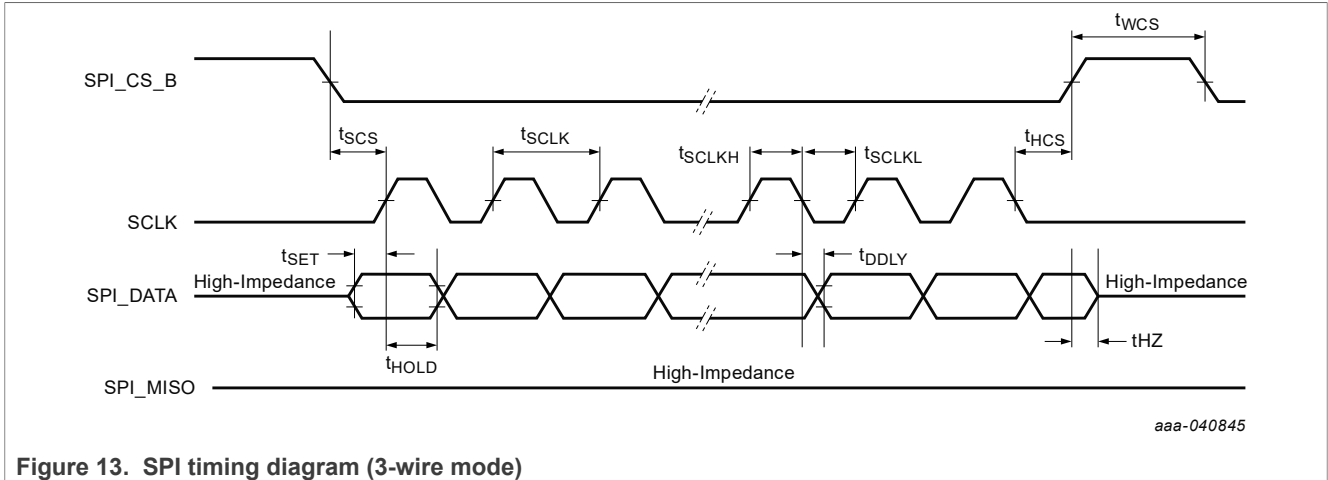 tWCS
SPI_CS_B
tSCS
tSCLK
tSCLKH
tSCLKL
tHCS
SCLK
tSET
tDDLY
High-Impedance
High-Impedance
SPI_DATA
tHZ
tHOLD
High-Impedance
SPI_MISO
aaa-040845
Figure 13. SPI timing diagram (3-wire mode)